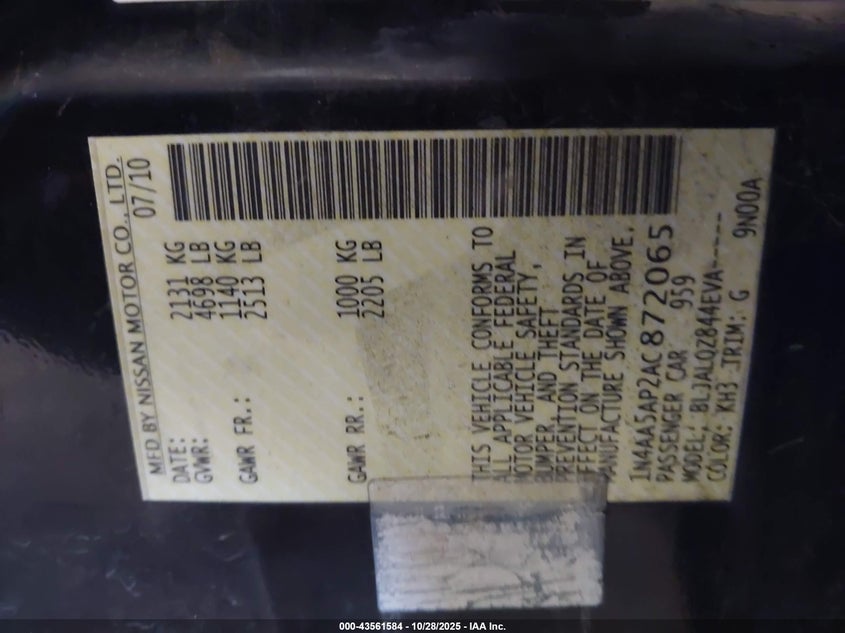 MFD BY NISSAN MOTOR CO., LTD.
DATE: 07/10
GVWR: 2131 KG
4698 LB
GAWR FR.: 1140 KG
2513 LB
GAWR RR.: 1000 KG
2205 LB
THIS VEHICLE CONFORMS TO
ALL APPLICABLE FEDERAL
MOTOR VEHICLE SAFETY,
BUMPER, AND THEFT
PREVENTION STANDARDS IN
EFFECT ON THE DATE OF
MANUFACTURE SHOWN ABOVE.
1N4AA5AP2AC872065
PASSENGER CAR 959
MODEL: BLJALQZ844EVA-----
COLOR: KH3 TRIM: G 9N00A
000-43561584 - 10/28/2025 - IAA Inc.